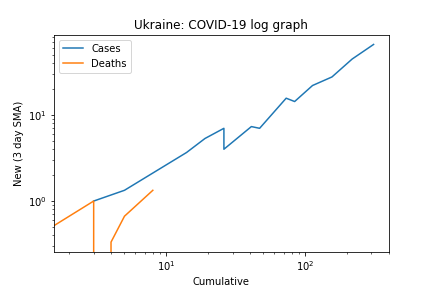 Ukraine: COVID-19 log graph
Cases
Deaths
New (3 day SMA)
10¹
10⁰
10¹
10²
Cumulative